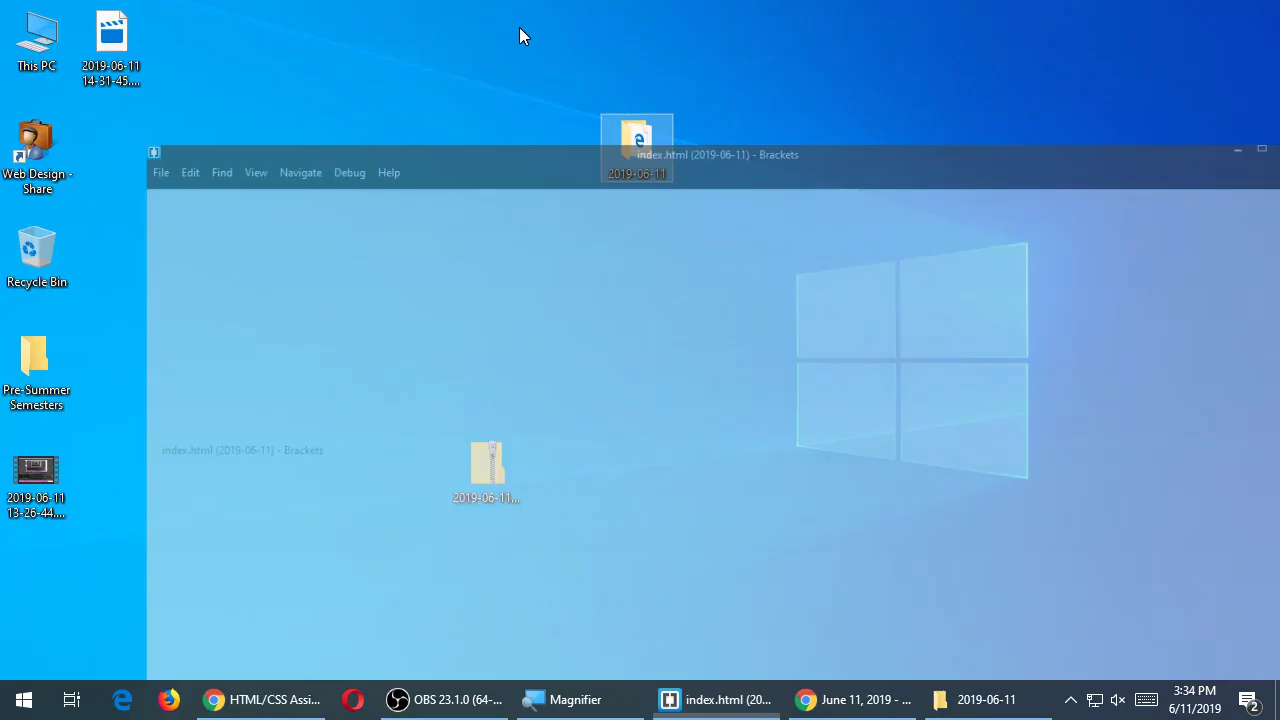 This PC
2019-06-11
14-31-45....
Web Design -
Share
Recycle Bin
Pre-Summer
Semesters
2019-06-11
13-26-44....
2019-06-11
index.html (2019-06-11) - Brackets
File Edit Find View Navigate Debug Help
index.html (2019-06-11) - Brackets
2019-06-11...
HTML/CSS Assi...
OBS 23.1.0 (64-...
Magnifier
index.html (20...
June 11, 2019 - ...
2019-06-11
3:34 PM
6/11/2019
2